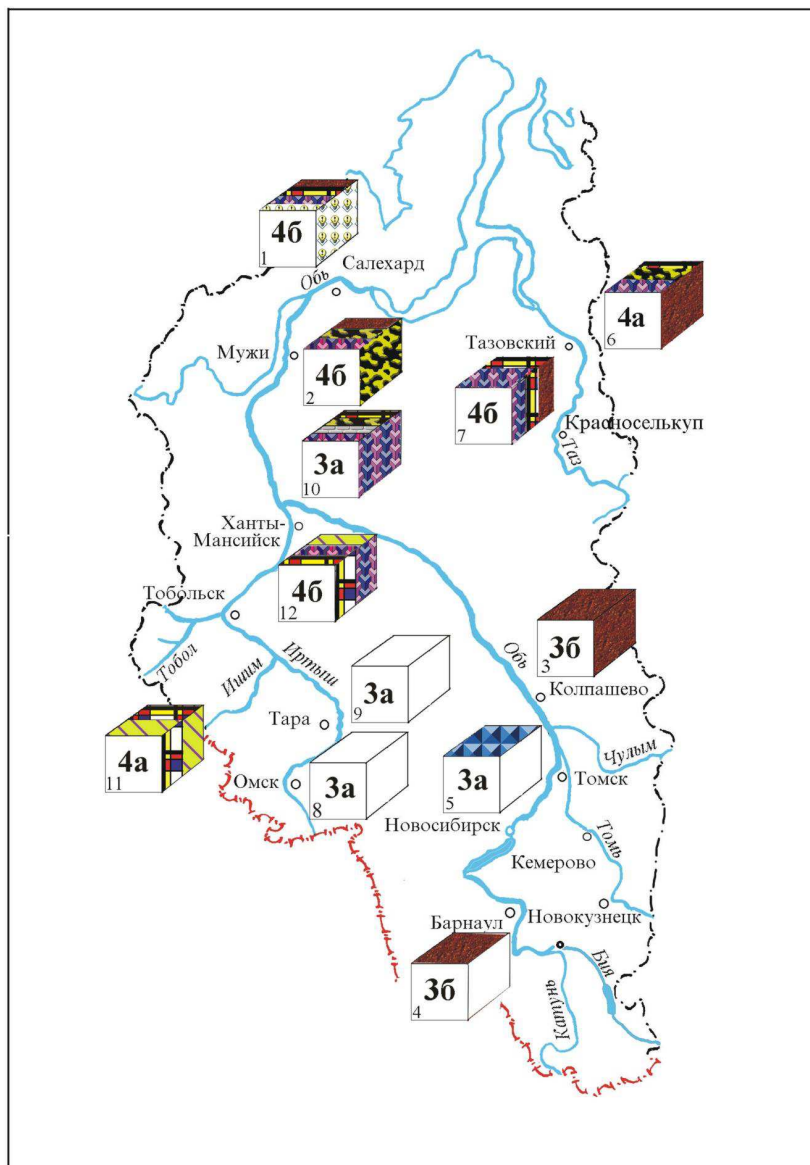 4б
1
Обь
Салехард
4а
6
Мужи
4б
2
Тазовский
4б
7
Красноселькуп
Таз
3а
10
Ханты-
Мансийск
4б
12
Тобольск
Тобол
Ишим
Иртыш
Обь
3б
3
Колпашево
3а
9
Тара
4а
11
Омск
3а
8
3а
5
Чулым
Томск
Новосибирск
Томь
Кемерово
Барнаул
Новокузнецк
3б
4
Катунь
Бия